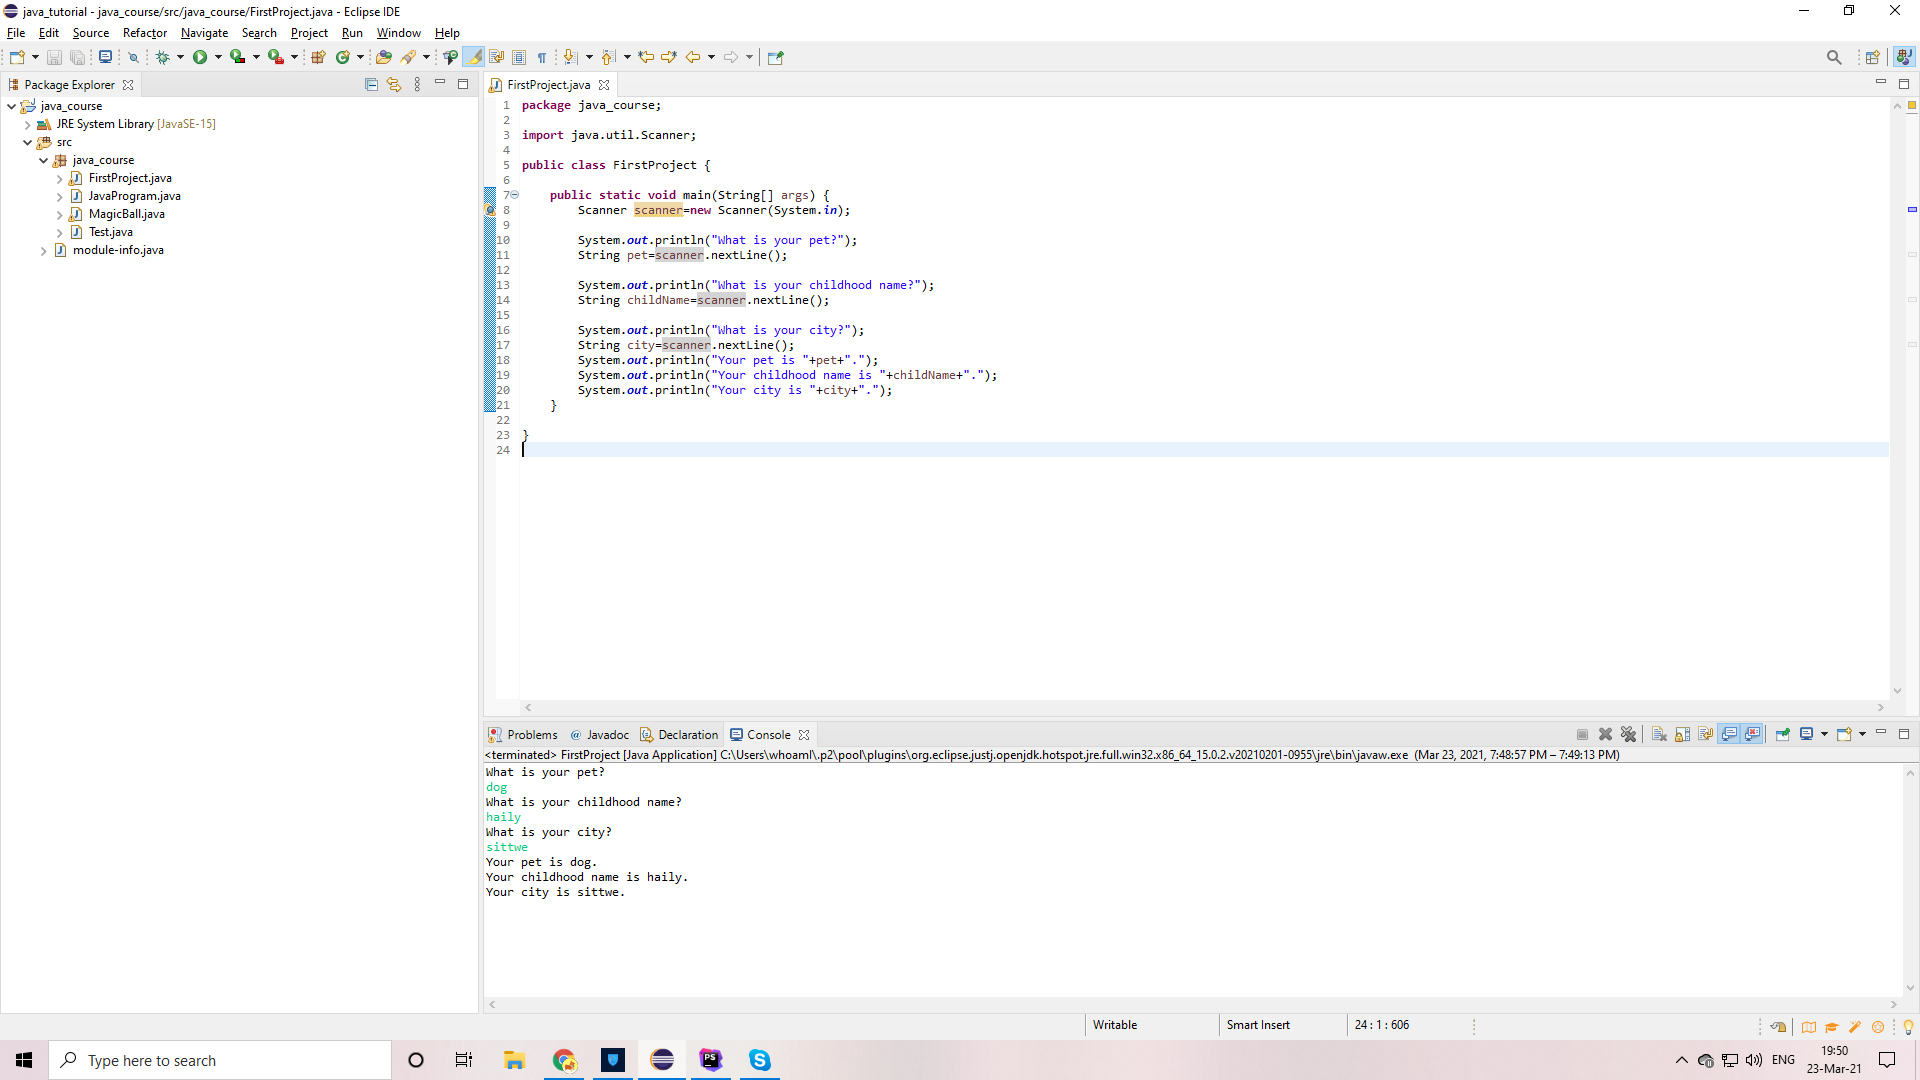 java_tutorial - java_course/src/java_course/FirstProject.java - Eclipse IDE
File Edit Source Refactor Navigate Search Project Run Window Help
Package Explorer
java_course
JRE System Library [JavaSE-15]
src
java_course
FirstProject.java
JavaProgram.java
MagicBall.java
Test.java
module-info.java
FirstProject.java
1 package java_course;
2
3 import java.util.Scanner;
4
5 public class FirstProject {
6
7 public static void main(String[] args) {
8 Scanner scanner=new Scanner(System.in);
9
10 System.out.println("What is your pet?");
11 String pet=scanner.nextLine();
12
13 System.out.println("What is your childhood name?");
14 String childName=scanner.nextLine();
15
16 System.out.println("What is your city?");
17 String city=scanner.nextLine();
18 System.out.println("Your pet is "+pet+".");
19 System.out.println("Your childhood name is "+childName+".");
20 System.out.println("Your city is "+city+".");
21 }
22
23 }
24
Problems @ Javadoc Declaration Console
<terminated> FirstProject [Java Application] C:\Users\whoaml\.p2\pool\plugins\org.eclipse.justj.openjdk.hotspot.jre.full.win32.x86_64_15.0.2.v20210201-0955\jre\bin\javaw.exe (Mar 23, 2021, 7:48:57 PM – 7:49:13 PM)
What is your pet?
dog
What is your childhood name?
haily
What is your city?
sittwe
Your pet is dog.
Your childhood name is haily.
Your city is sittwe.
Writable Smart Insert 24 : 1 : 606
Type here to search
PS
S
ENG
19:50
23-Mar-21